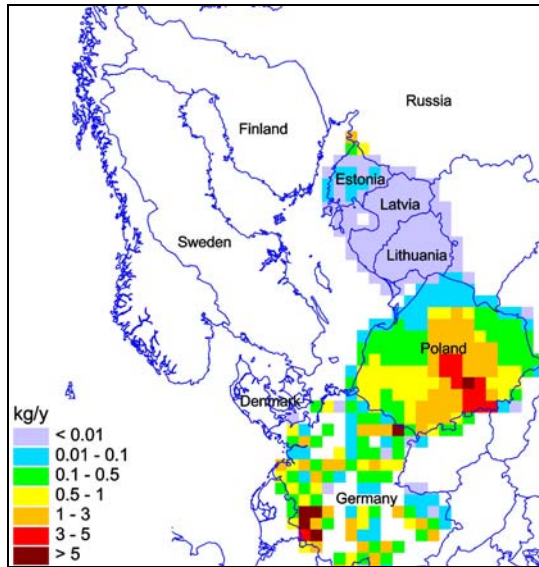 Russia
Finland
Estonia
Latvia
Sweden
Lithuania
Poland
Denmark
kg/y
< 0.01
0.01 - 0.1
0.1 - 0.5
0.5 - 1
1 - 3
3 - 5
> 5
Germany